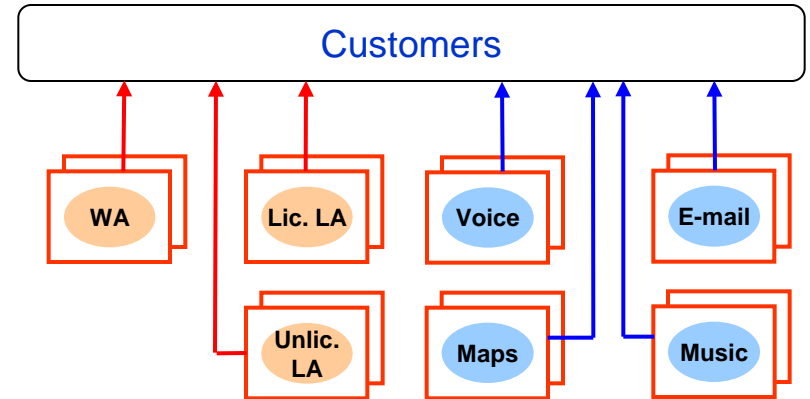 Customers
WA
Lic. LA
Voice
E-mail
Unlic.
LA
Maps
Music